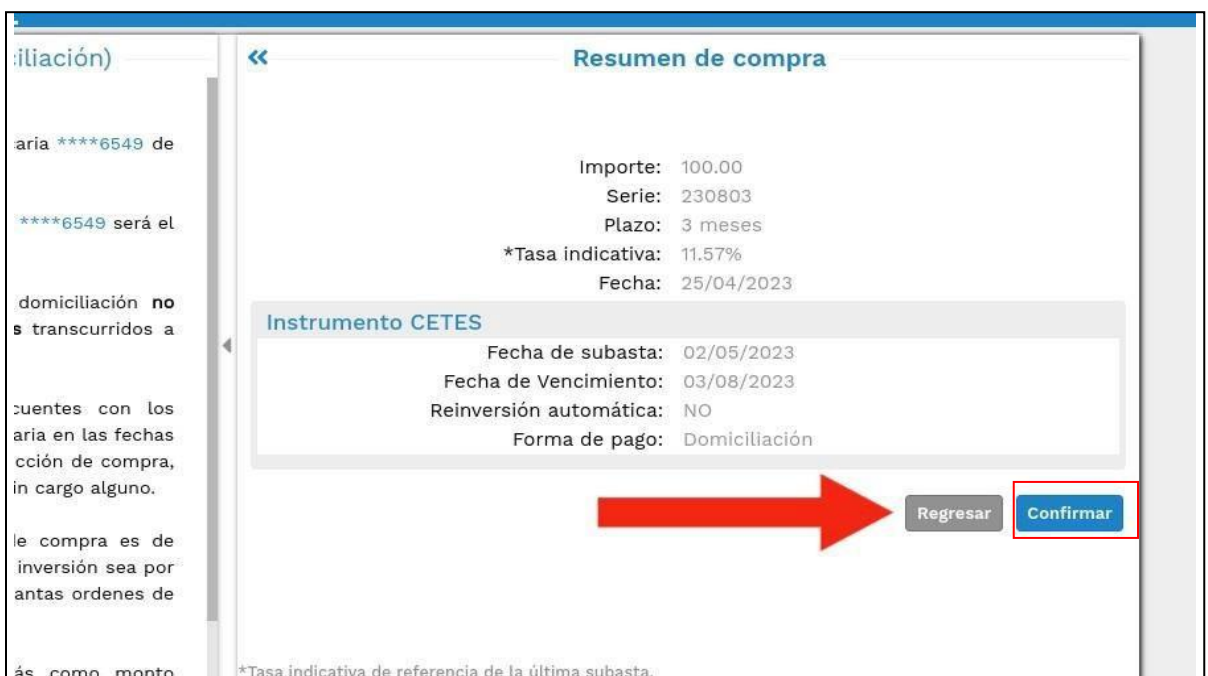 iliación)
aria ****6549 de
****6549 será el
domiciliación no
s transcurridos a
cuentes con los
aria en las fechas
cción de compra,
in cargo alguno.
le compra es de
inversión sea por
antas ordenes de
ás como monto
Resumen de compra
Importe: 100.00
Serie: 230803
Plazo: 3 meses
*Tasa indicativa: 11.57%
Fecha: 25/04/2023
Instrumento CETES
Fecha de subasta: 02/05/2023
Fecha de Vencimiento: 03/08/2023
Reinversión automática: NO
Forma de pago: Domiciliación
Regresar Confirmar
*Tasa indicativa de referencia de la última subasta.